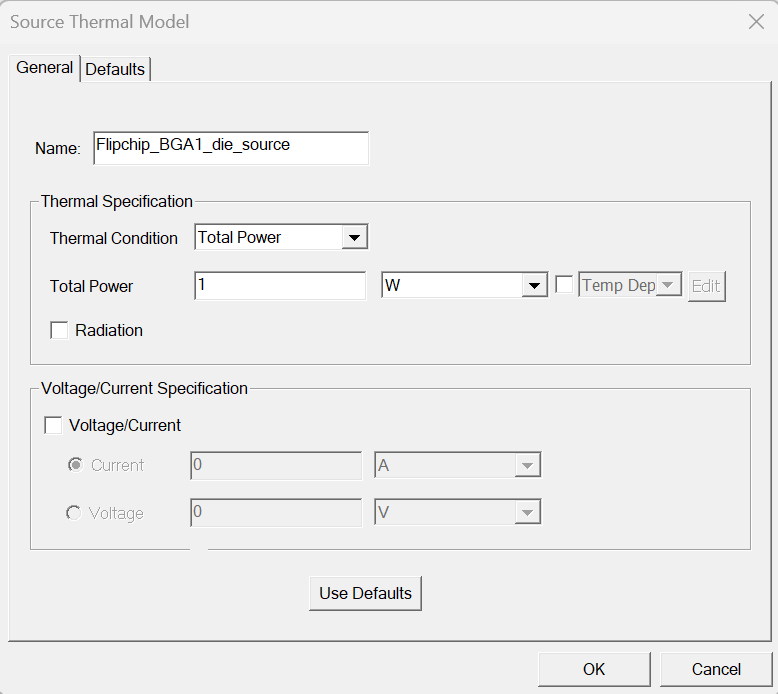 Source Thermal Model
General Defaults
Name: Flipchip_BGA1_die_source
Thermal Specification
Thermal Condition Total Power
Total Power 1 W Temp Dep Edit
Radiation
Voltage/Current Specification
Voltage/Current
Current 0 A
Voltage 0 V
Use Defaults
OK Cancel